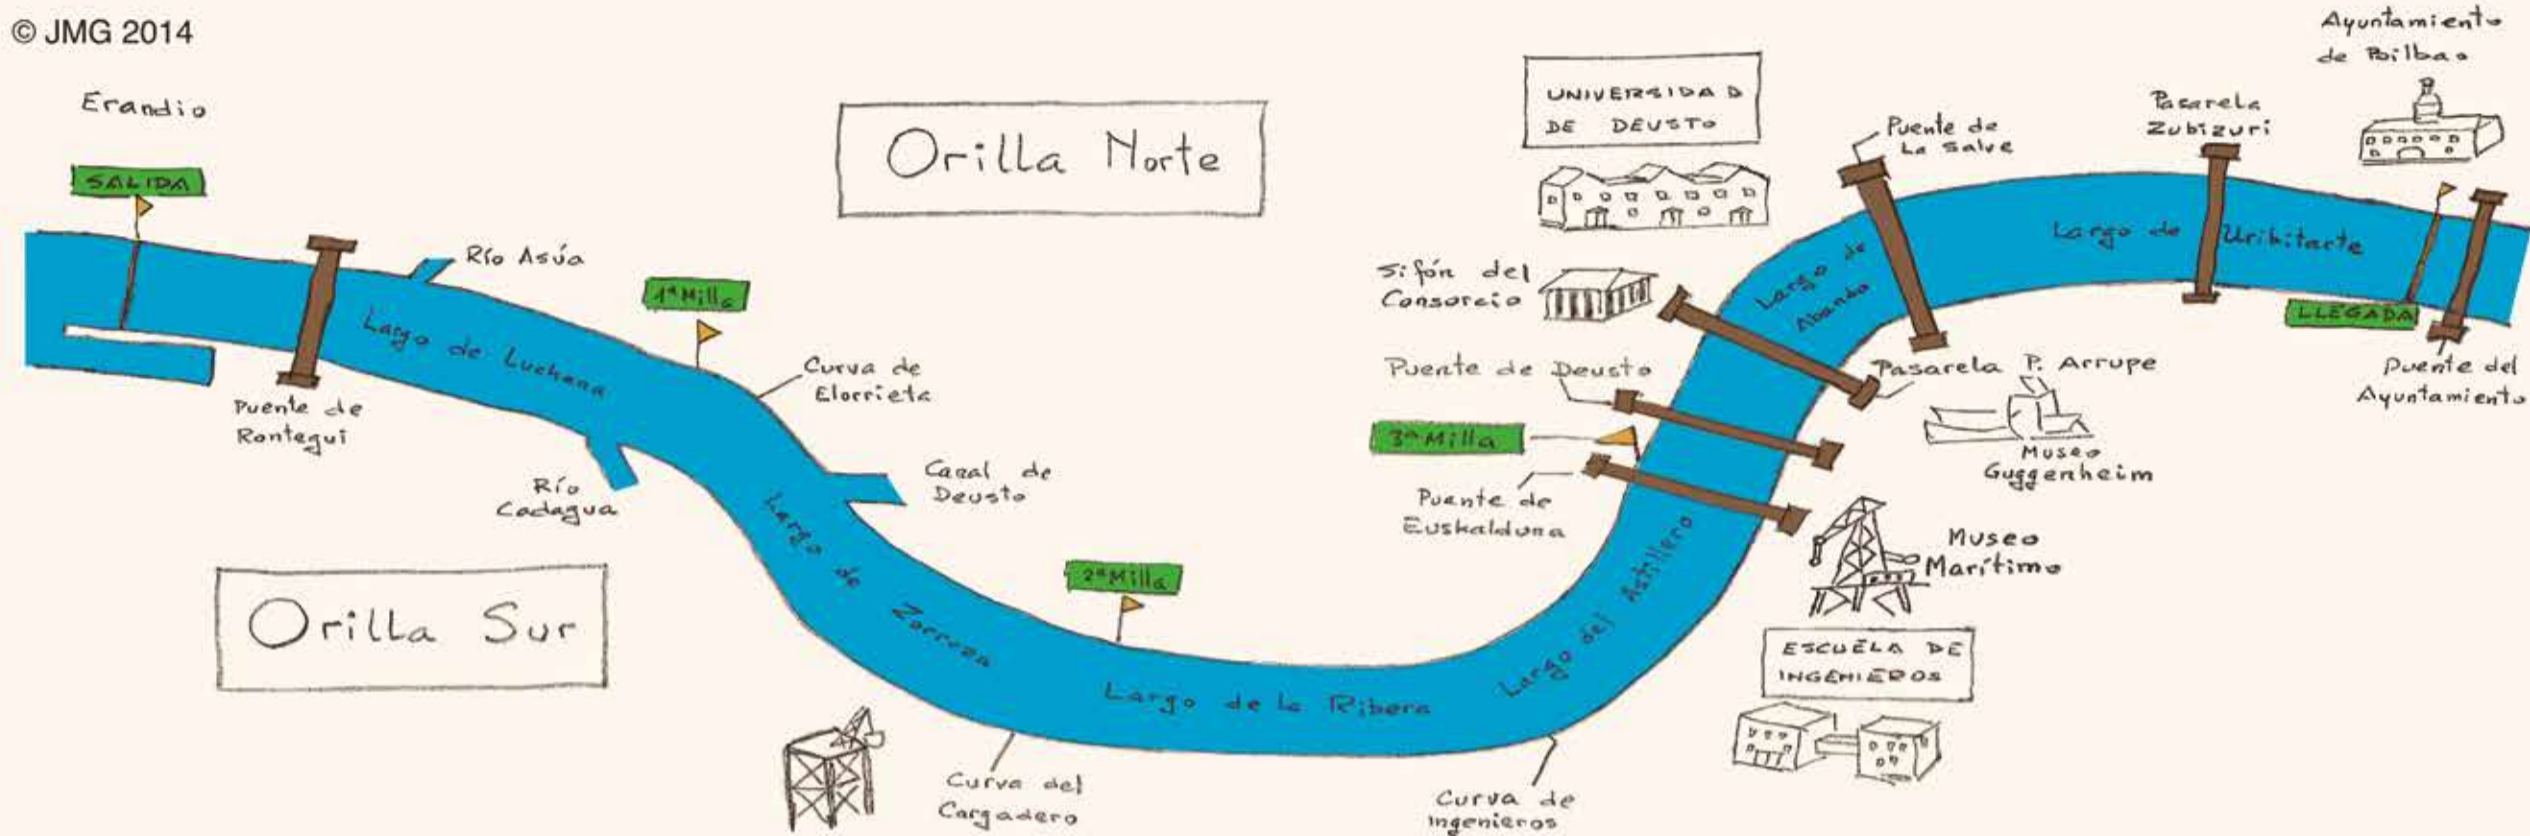 © JMG 2014
Erandio
SALIDA
Orilla Norte
UNIVERSIDAD
DE DEUSTO
Puente de
La Salve
Pasarela
Zubizuri
Ayuntamiento
de Bilbao
Río Asúa
1ª Milla
Largo de Luchana
Curva de
Elorrieta
Puente de
Rontegui
Río
Cadagua
Canal de
Deusto
Orilla Sur
Largo de Zorroza
2ª Milla
Largo de la Ribera
Curva del
Cargadero
Curva de
Ingenieros
Largo del Astillero
Sifón del
Consorcio
Puente de Deusto
3ª Milla
Puente de
Euskalduna
Largo de
Abando
Largo de Uribitarte
LLEGADA
Puente del
Ayuntamiento
Pasarela P. Arrupe
Museo
Guggenheim
Museo
Marítimo
ESCUELA DE
INGENIEROS